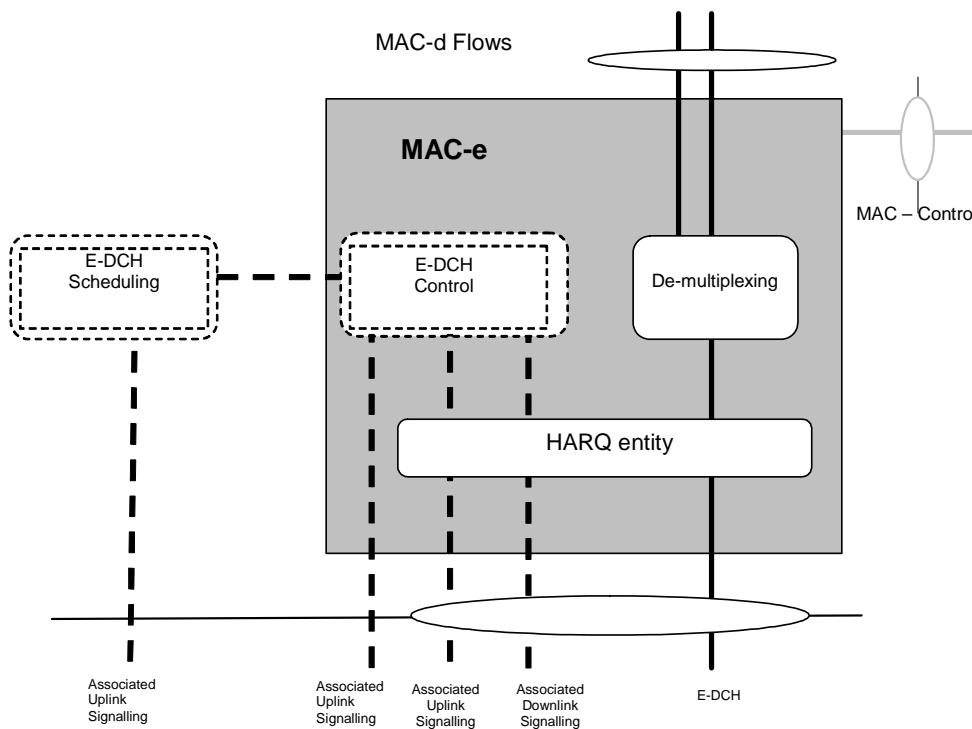 MAC-d Flows
MAC-e
MAC – Control
E-DCH
Scheduling
E-DCH
Control
De-multiplexing
HARQ entity
Associated
Uplink
Signalling
Associated
Uplink
Signalling
Associated
Uplink
Signalling
Associated
Downlink
Signalling
E-DCH